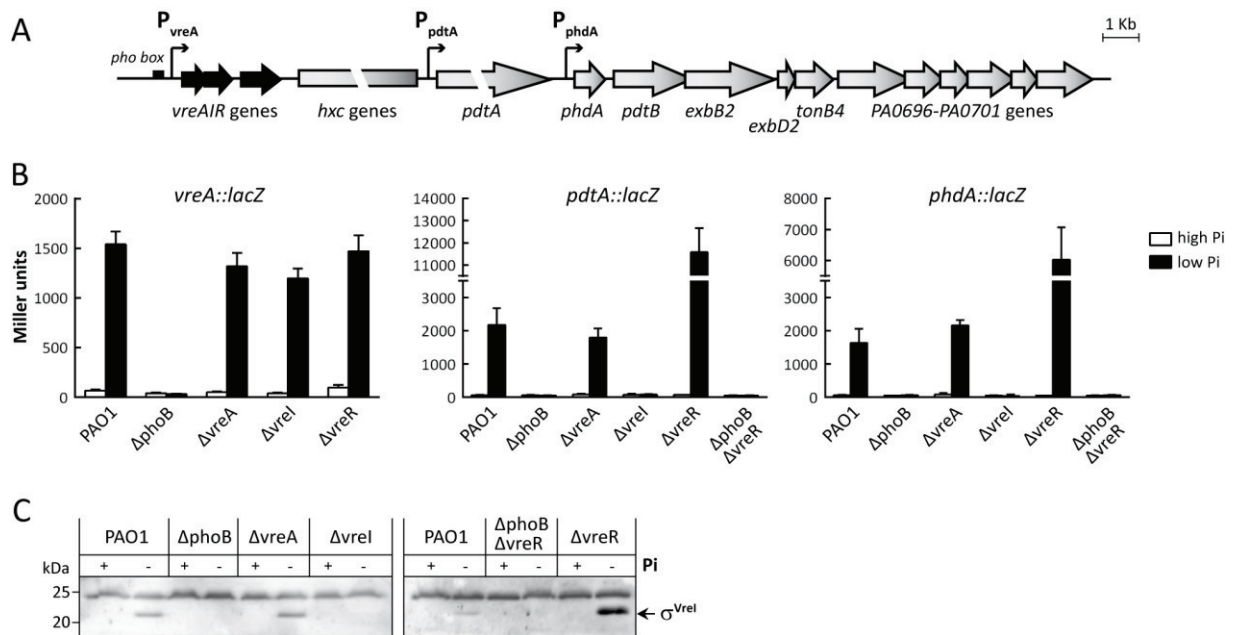 A
P vreA
P pdtA
P phdA
1 Kb
pho box
vreAIR genes
hxc genes
pdtA
phdA
pdtB
exbB2
exbD2
tonB4
PA0696-PA0701 genes
B
vreA::lacZ
pdtA::lacZ
phdA::lacZ
Miller units
2000
1500
1000
500
0
14000
13000
12000
11000
4000
3000
2000
1000
0
8000
7000
6000
4000
3000
2000
1000
0
high Pi
low Pi
PAO1
ΔphoB
ΔvreA
ΔvreI
ΔvreR
PAO1
ΔphoB
ΔvreA
ΔvreI
ΔvreR
ΔphoB
ΔvreR
PAO1
ΔphoB
ΔvreA
ΔvreI
ΔvreR
ΔphoB
ΔvreR
C
PAO1 ΔphoB ΔvreA ΔvreI
PAO1 ΔphoB ΔvreR ΔvreR
kDa + - + - + - + -
+ - + - + - Pi
25
20
σVreI